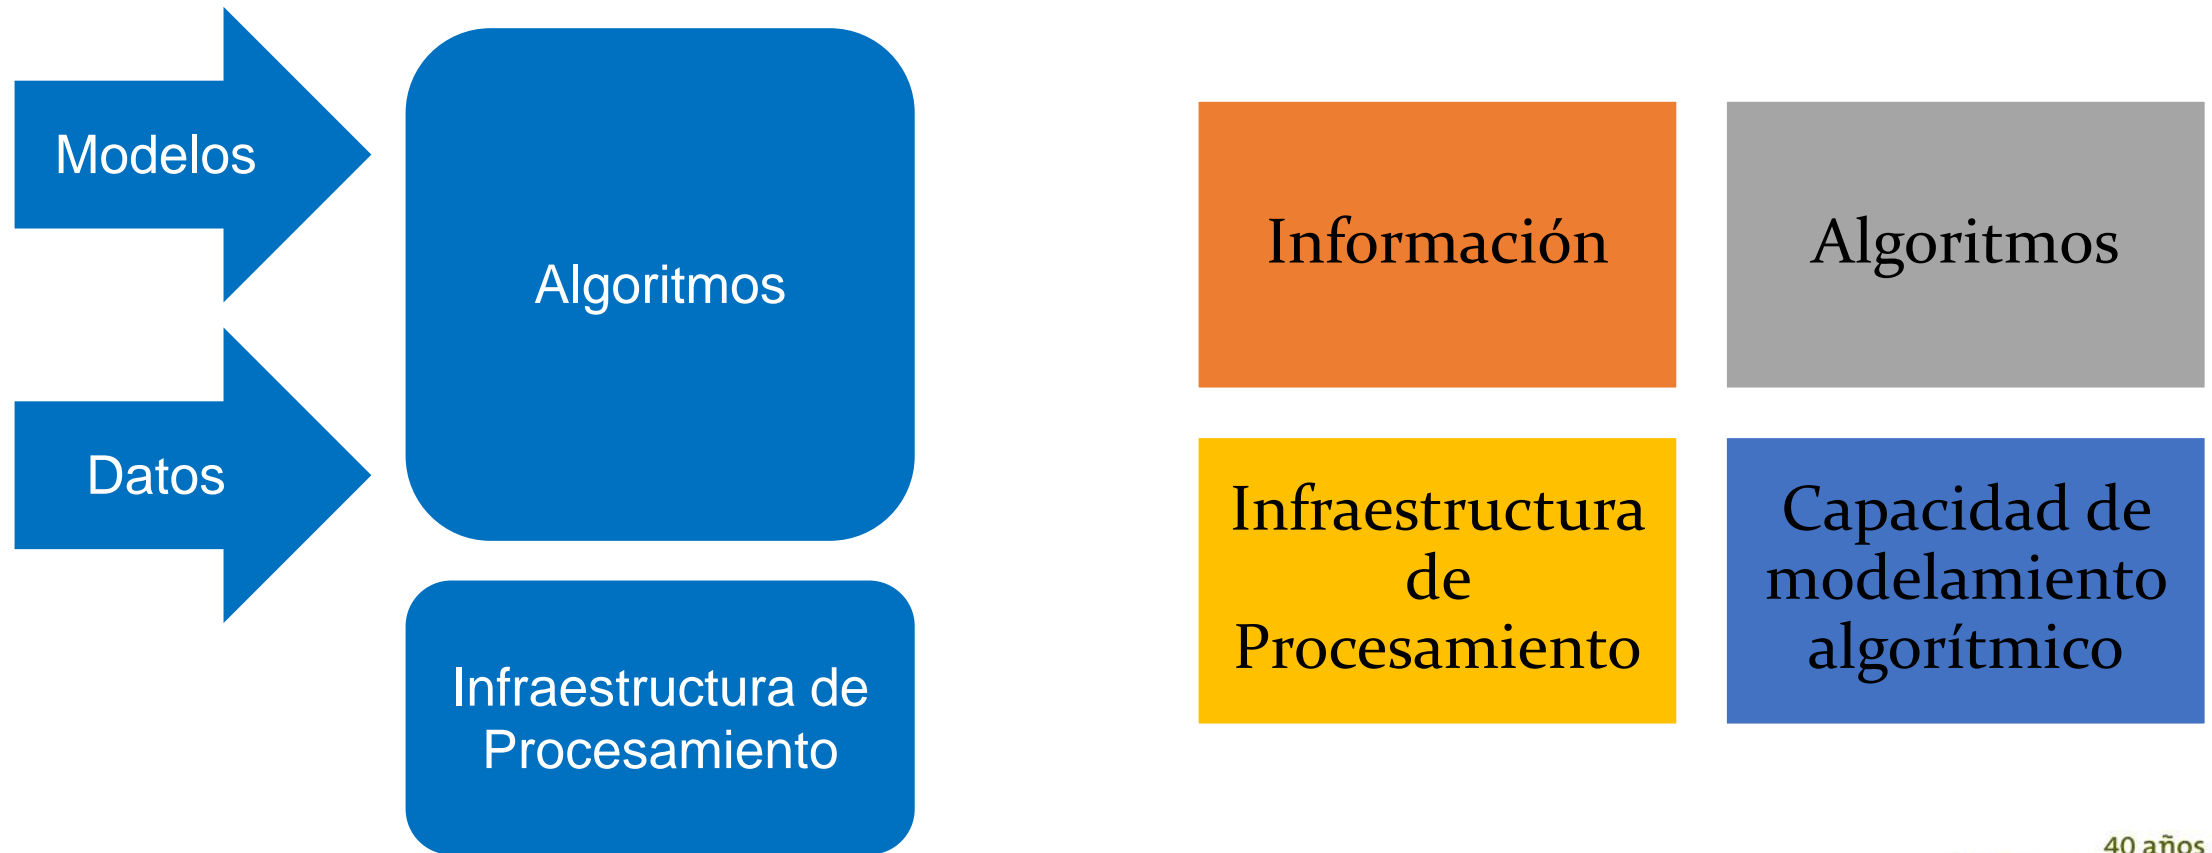 Modelos
Datos
Algoritmos
Infraestructura de
Procesamiento
Información
Algoritmos
Infraestructura
de
Procesamiento
Capacidad de
modelamiento
algorítmico
40 años